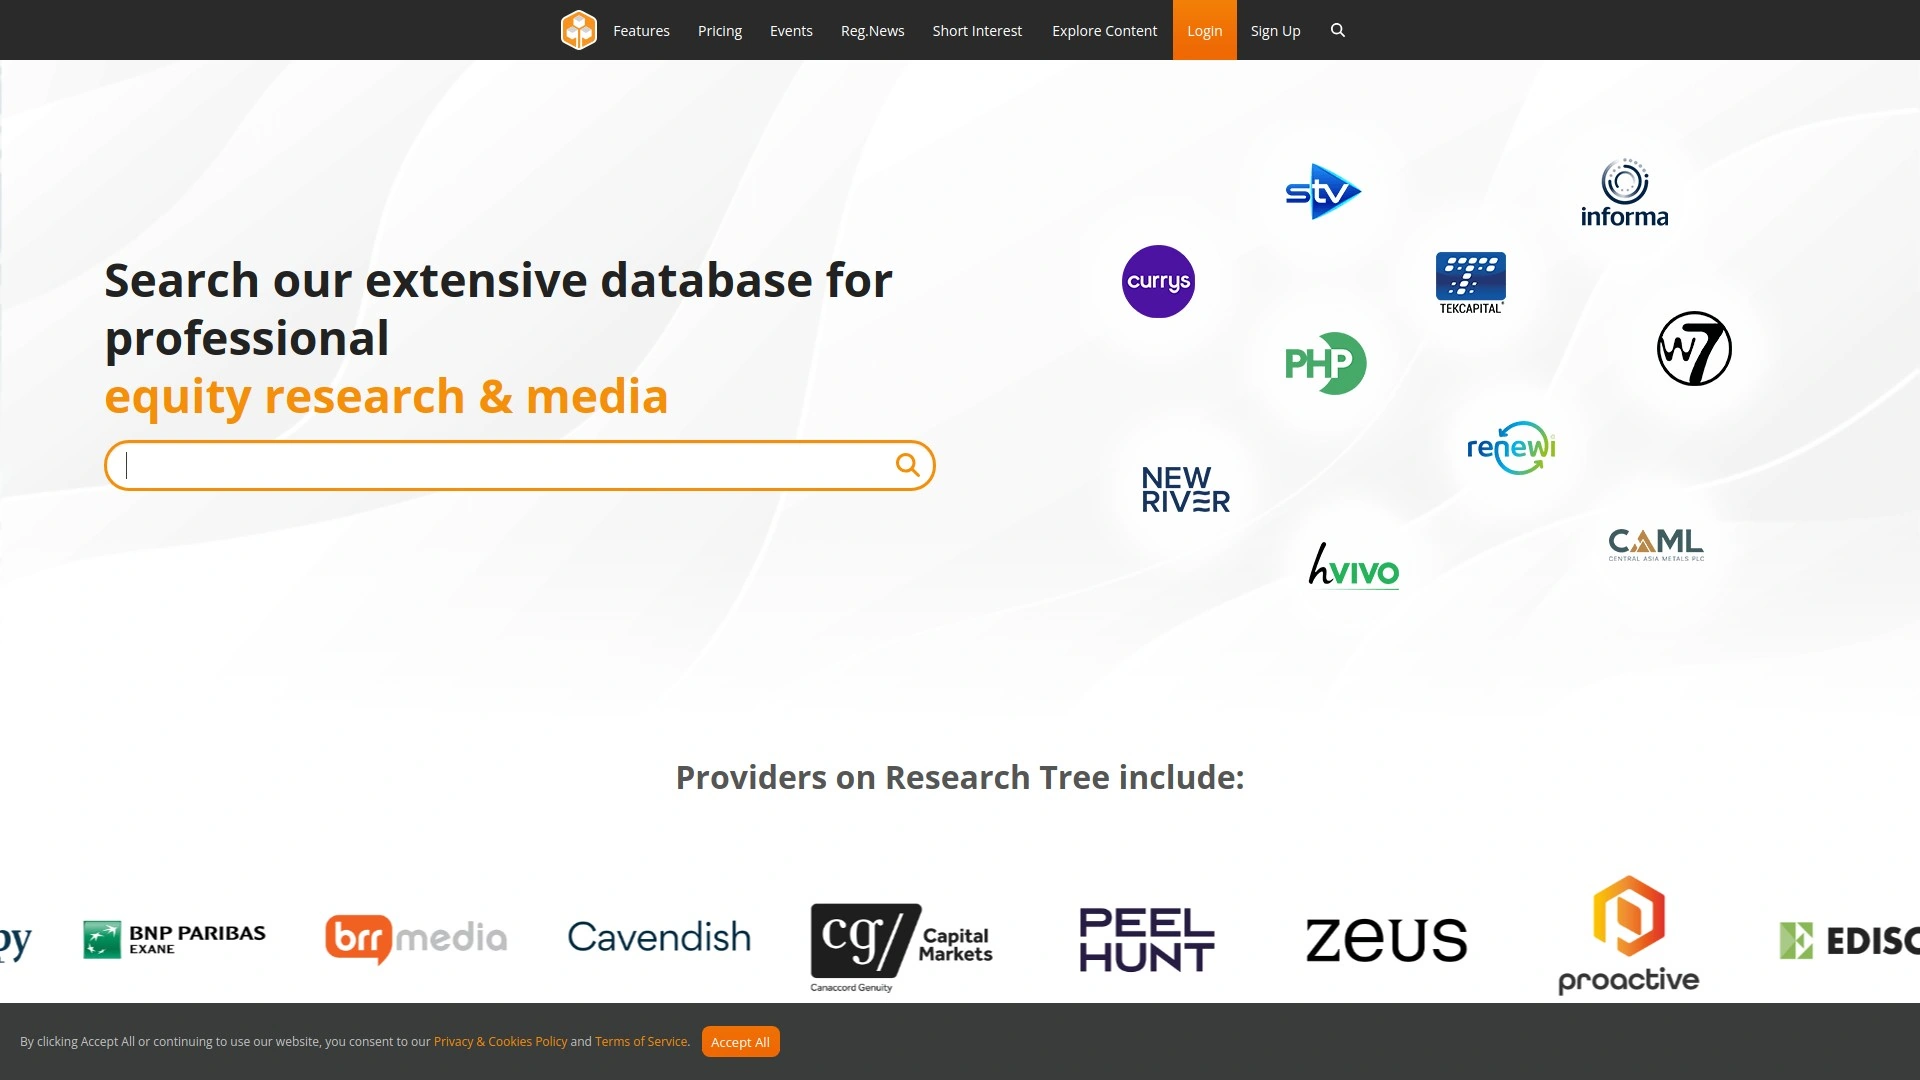 Features Pricing Events Reg.News Short Interest Explore Content Login Sign Up
stv
informa
currys
TEKCAPITAL
W7
PHP
Search our extensive database for
professional
equity research & media
renewi
NEW
RIVER
hvivo
CAML
CENTRAL ASIA METALS PLC
Providers on Research Tree include:
BNP PARIBAS
EXANE
brr media
Cavendish
cg/ Capital
Markets
Canaccord Genuity
PEEL
HUNT
zeus
proactive
By clicking Accept All or continuing to use our website, you consent to our Privacy & Cookies Policy and Terms of Service. Accept All